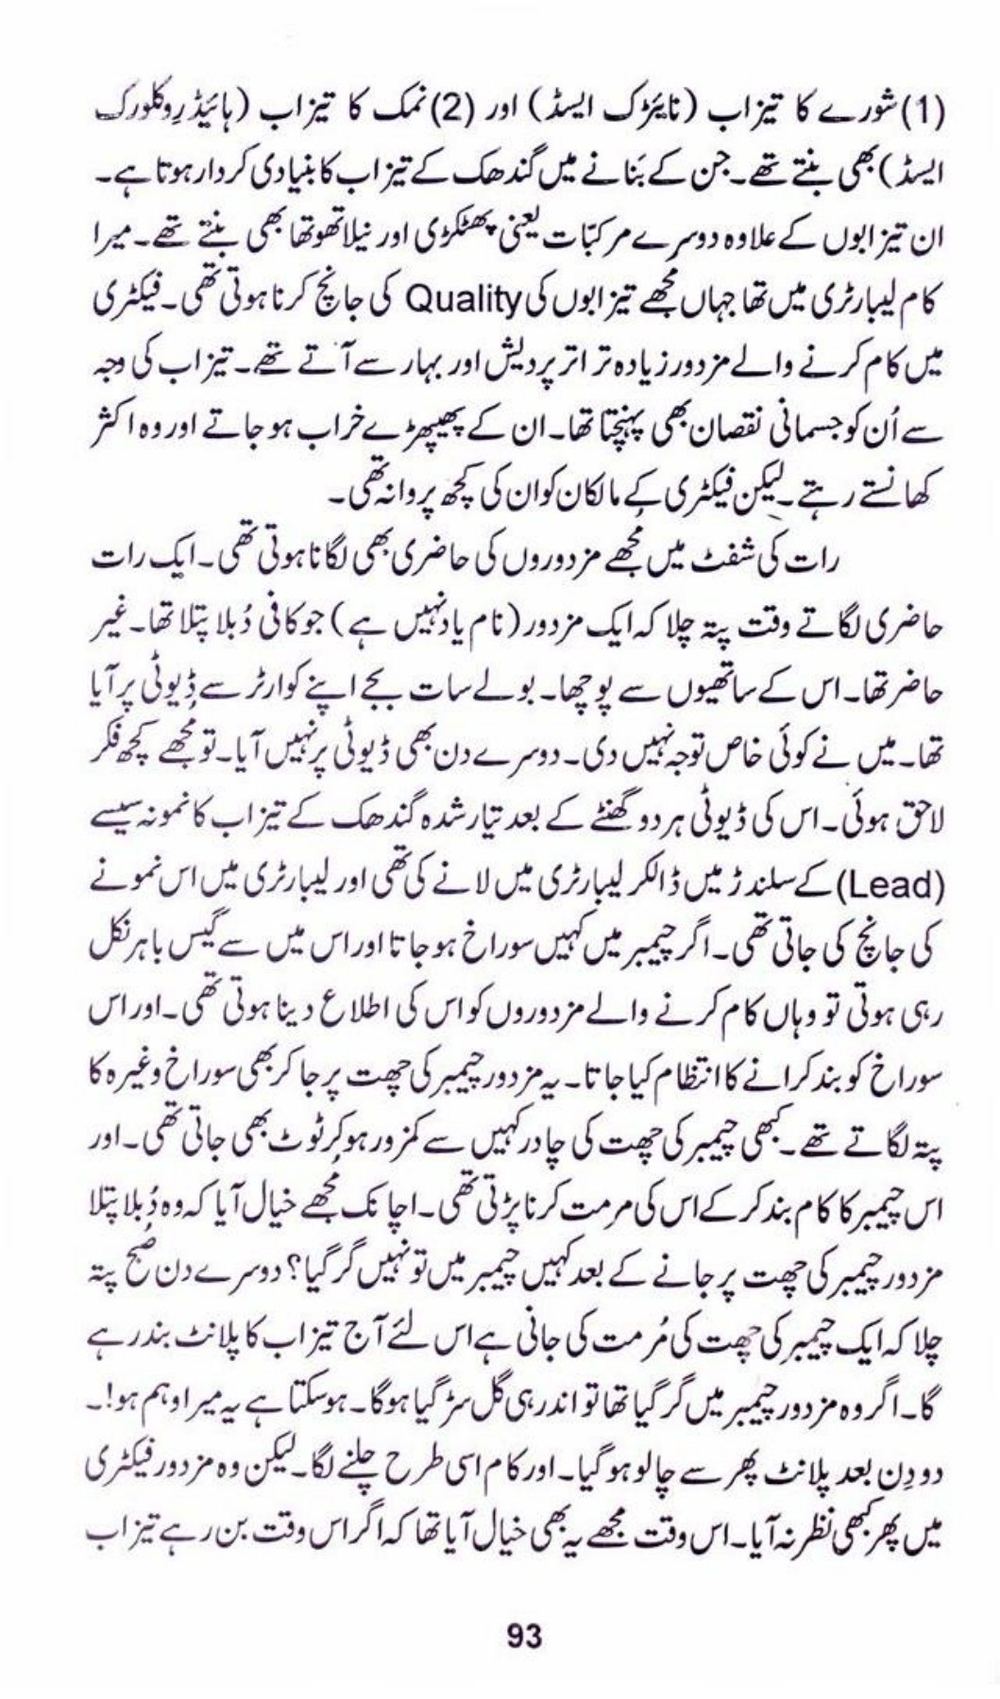 (1) شورے کا تیزاب (نایٹرک ایسڈ) اور (2) نمک کا تیزاب (ہائیڈروکلورک
ایسڈ) بھی بنتے تھے۔ جن کے بنانے میں گندھک کے تیزاب کا بنیادی کردار ہوتا ہے۔
ان تیزابوں کے علاوہ دوسرے مرکبّات یعنی پھٹکڑی اور نیلا تھوتھا بھی بنتے تھے۔ میرا
کام لیبارٹری میں تھا جہاں مجھے تیزابوں کی Quality کی جانچ کرنا ہوتی تھی۔ فیکٹری
میں کام کرنے والے مزدور زیادہ تر اتر پردیش اور بہار سے آتے تھے۔ تیزاب کی وجہ
سے اُن کو جسمانی نقصان بھی پہنچتا تھا۔ ان کے پھیپھڑے خراب ہو جاتے اور وہ اکثر
کھانستے رہتے۔ لیکن فیکٹری کے مالکان کو ان کی کچھ پروا نہ تھی۔
رات کی شفٹ میں مجھے مزدوروں کی حاضری بھی لگانا ہوتی تھی۔ ایک رات
حاضری لگاتے وقت پتہ چلا کہ ایک مزدور (نام یاد نہیں ہے) جو کافی دُبلا پتلا تھا۔ غیر
حاضر تھا۔ اس کے ساتھیوں سے پوچھا۔ بولے سات بجے اپنے کوارٹر سے ڈیوٹی پر آیا
تھا۔ میں نے کوئی خاص توجہ نہیں دی۔ دوسرے دن بھی ڈیوٹی پر نہیں آیا۔ تو مجھے کچھ فکر
لاحق ہوئی۔ اس کی ڈیوٹی ہر دو گھنٹے کے بعد تیار شدہ گندھک کے تیزاب کا نمونہ سیسے
(Lead) کے سلنڈر میں ڈالکر لیبارٹری میں لانے کی تھی اور لیبارٹری میں اس نمونے
کی جانچ کی جاتی تھی۔ اگر چیمبر میں کہیں سوراخ ہو جاتا اور اس میں سے گیس باہر نکل
رہی ہوتی تو وہاں کام کرنے والے مزدوروں کو اس کی اطلاع دینا ہوتی تھی۔ اور اس
سوراخ کو بند کرانے کا انتظام کیا جاتا۔ یہ مزدور چیمبر کی چھت پر جا کر بھی سوراخ وغیرہ کا
پتہ لگاتے تھے۔ کبھی چیمبر کی چھت کی چادر کہیں سے کمزور ہو کر ٹوٹ بھی جاتی تھی۔ اور
اس چیمبر کا کام بند کر کے اس کی مرمت کرنا پڑتی تھی۔ اچانک مجھے خیال آیا کہ وہ دُبلا پتلا
مزدور چیمبر کی چھت پر جانے کے بعد کہیں چیمبر میں تو نہیں گر گیا؟ دوسرے دن صبح پتہ
چلا کہ ایک چیمبر کی چھت کی مُرمت کی جانی ہے اس لئے آج تیزاب کا پلانٹ بند رہے
گا۔ اگر وہ مزدور چیمبر میں گر گیا تھا تو اندر ہی گل سڑ گیا ہوگا۔ ہو سکتا ہے یہ میرا وہم ہو!۔
دو دِن بعد پلانٹ پھر سے چالو ہو گیا۔ اور کام اسی طرح چلنے لگا۔ لیکن وہ مزدور فیکٹری
میں پھر کبھی نظر نہ آیا۔ اس وقت مجھے یہ بھی خیال آیا تھا کہ اگر اس وقت بن رہے تیزاب
93